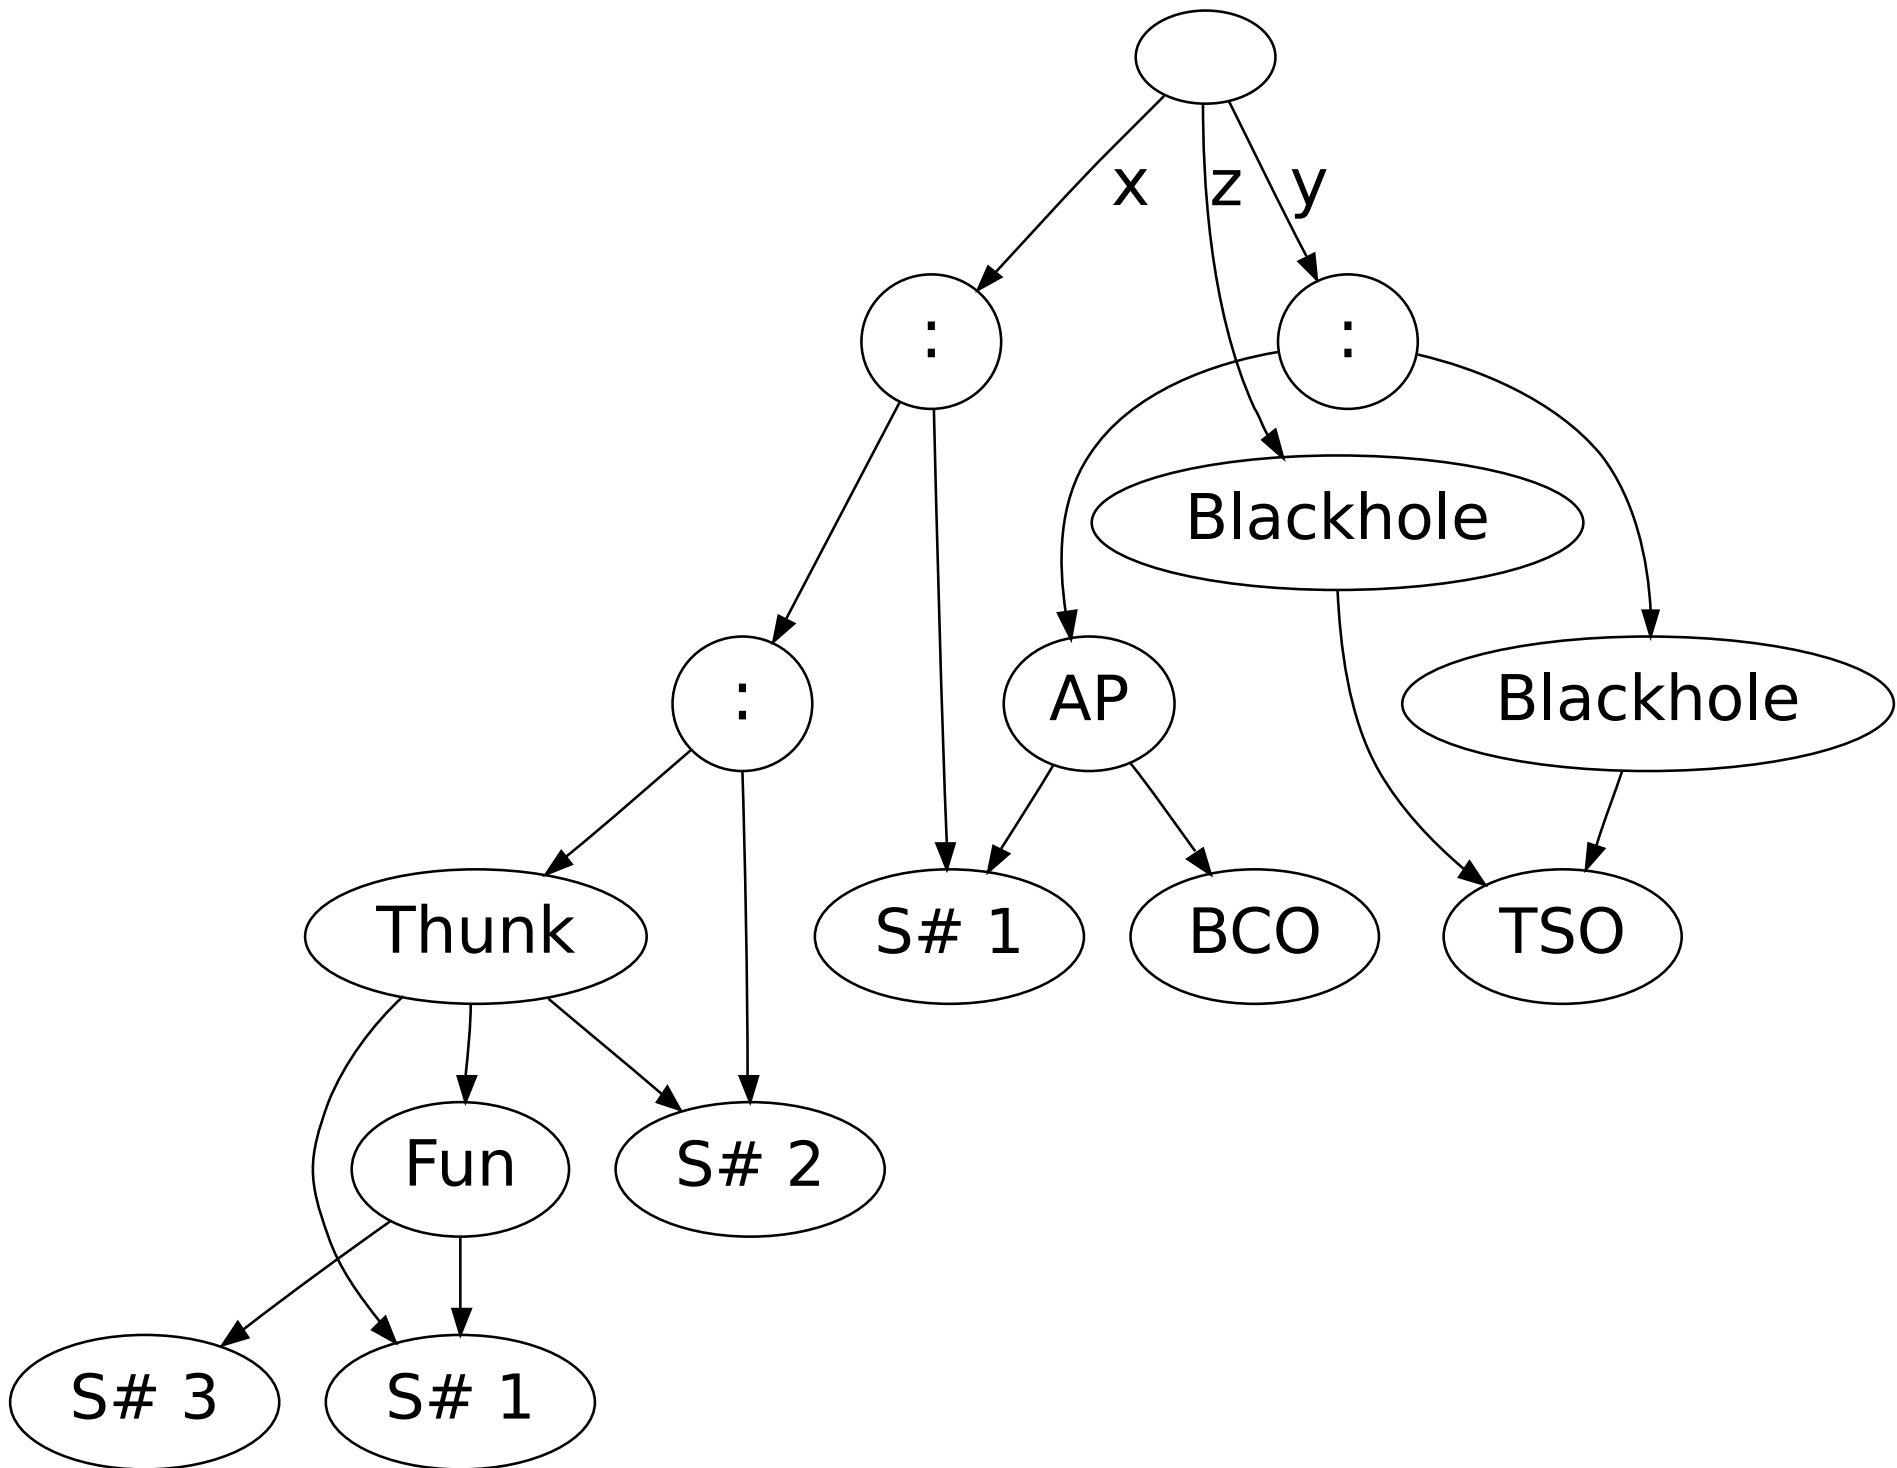 x z y
: :
Blackhole
: AP Blackhole
Thunk S# 1 BCO TSO
Fun S# 2
S# 3 S# 1